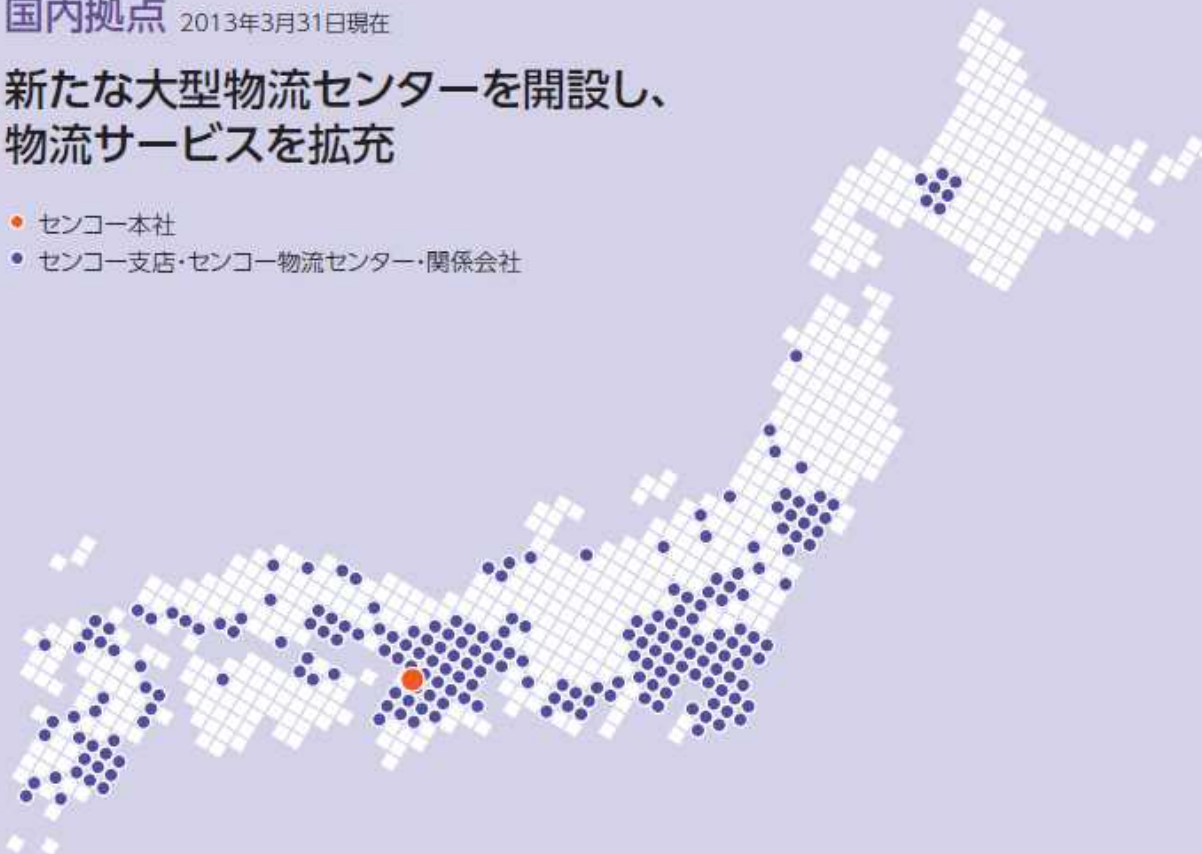 国内拠点 2013年3月31日現在
新たな大型物流センターを開設し、
物流サービスを拡充
センコー本社
センコー支店・センコー物流センター・関係会社